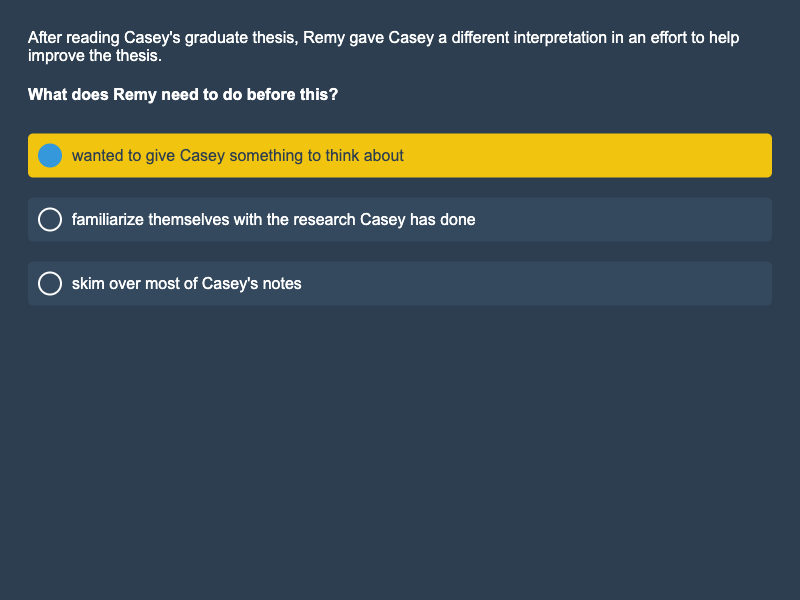 After reading Casey's graduate thesis, Remy gave Casey a different interpretation in an effort to help
improve the thesis.
What does Remy need to do before this?
wanted to give Casey something to think about
familiarize themselves with the research Casey has done
skim over most of Casey's notes